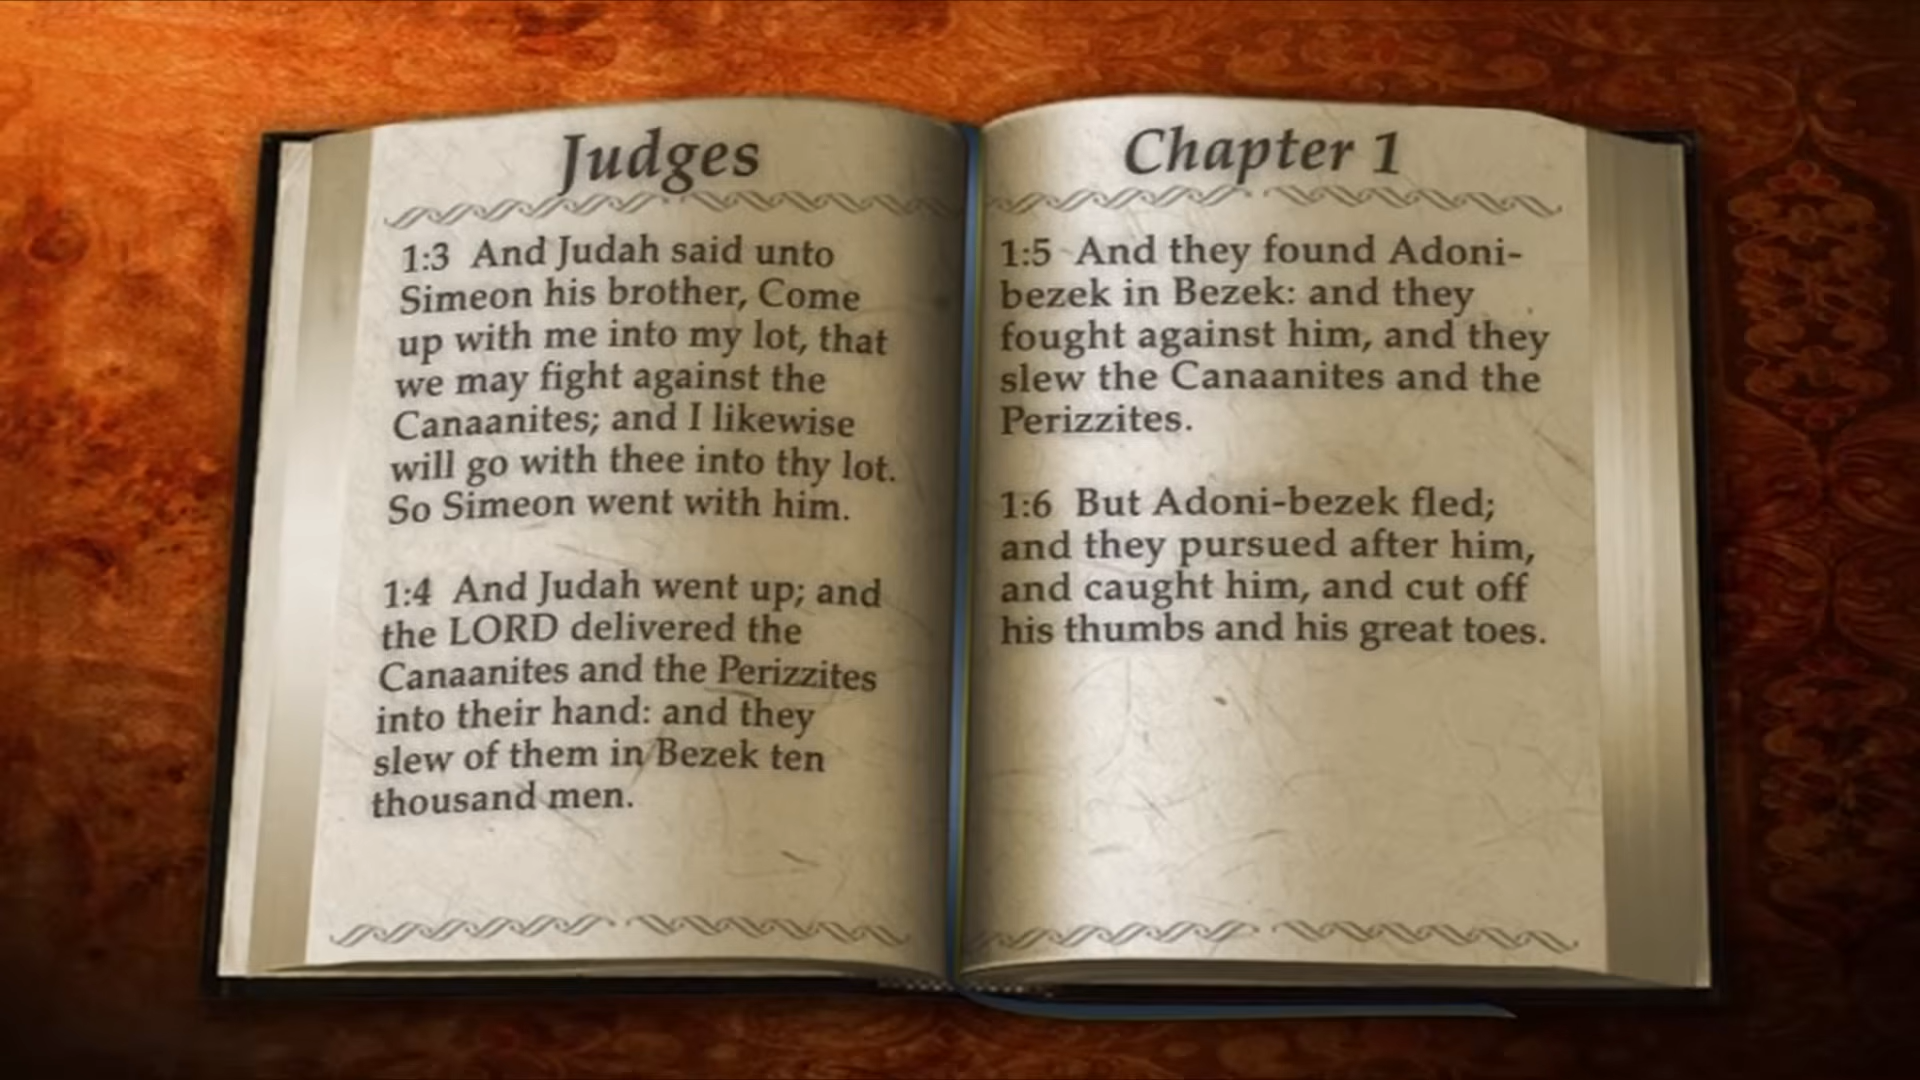 Judges
1:3 And Judah said unto
Simeon his brother, Come
up with me into my lot, that
we may fight against the
Canaanites; and I likewise
will go with thee into thy lot.
So Simeon went with him.
1:4 And Judah went up; and
the LORD delivered the
Canaanites and the Perizzites
into their hand: and they
slew of them in Bezek ten
thousand men.
Chapter 1
1:5 And they found Adoni-
bezek in Bezek: and they
fought against him, and they
slew the Canaanites and the
Perizzites.
1:6 But Adoni-bezek fled;
and they pursued after him,
and caught him, and cut off
his thumbs and his great toes.